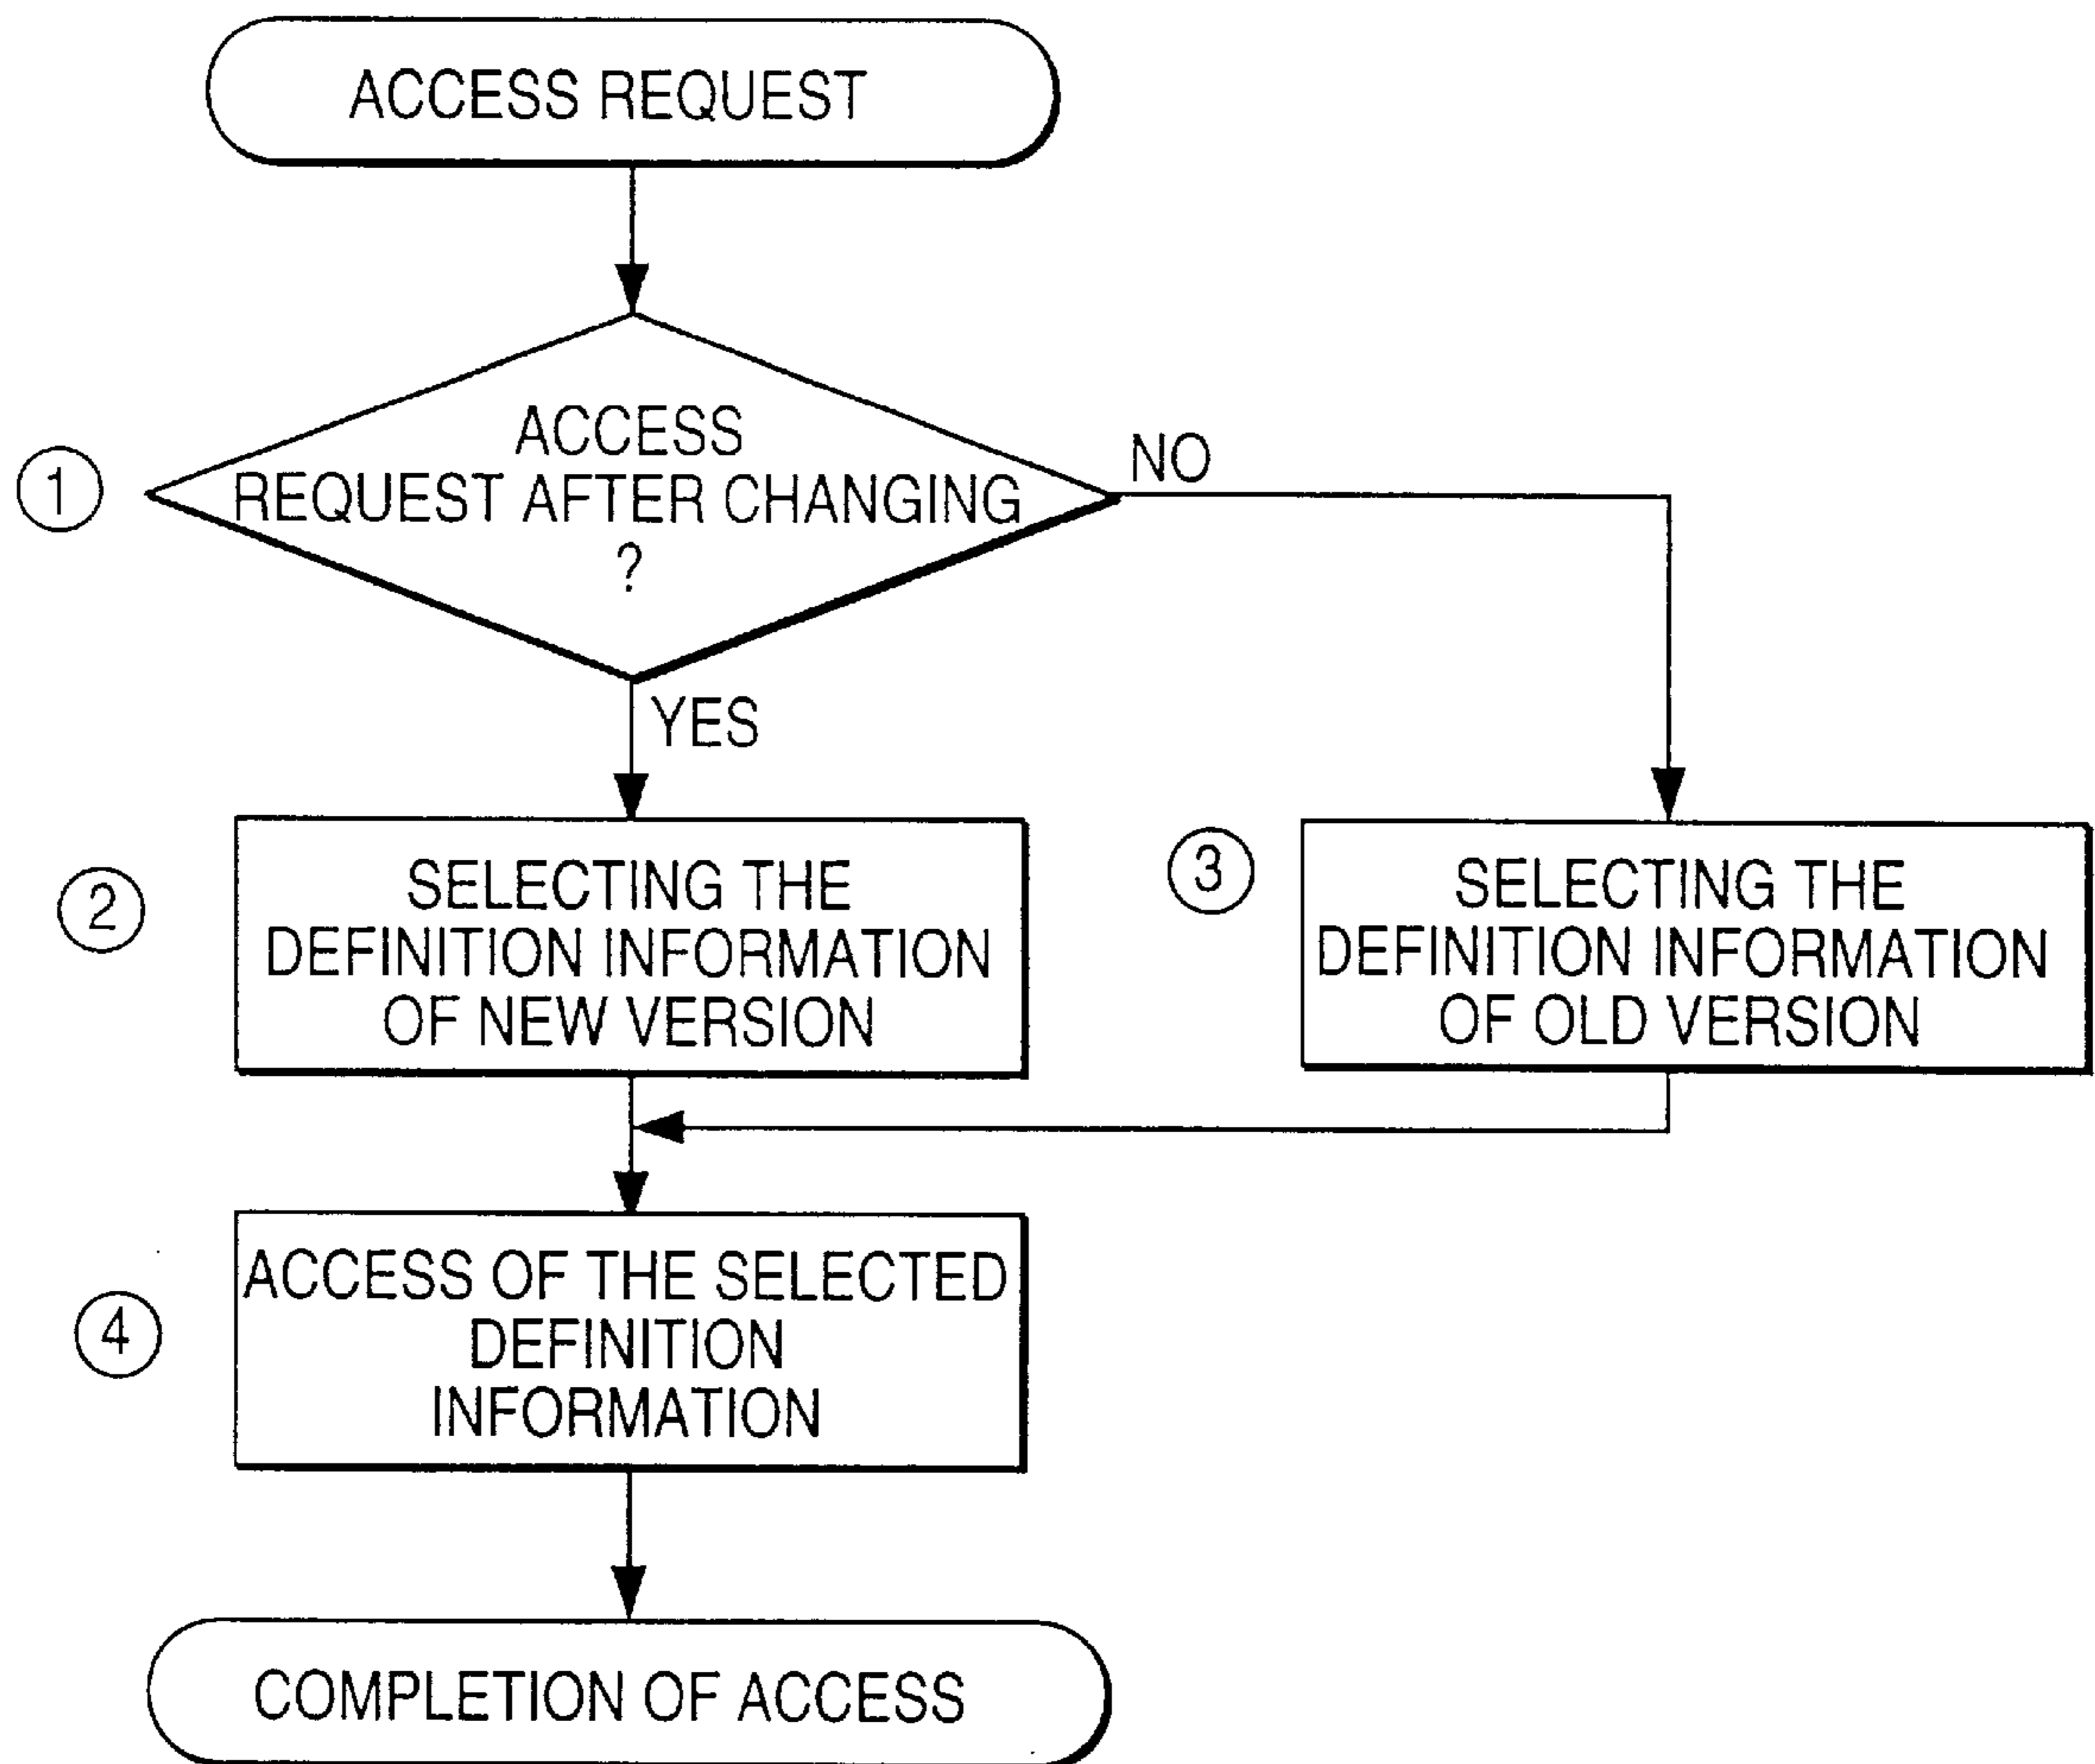 ACCESS REQUEST
1
ACCESS
REQUEST AFTER CHANGING
?
NO
YES
2
SELECTING THE
DEFINITION INFORMATION
OF NEW VERSION
3
SELECTING THE
DEFINITION INFORMATION
OF OLD VERSION
4
ACCESS OF THE SELECTED
DEFINITION
INFORMATION
COMPLETION OF ACCESS